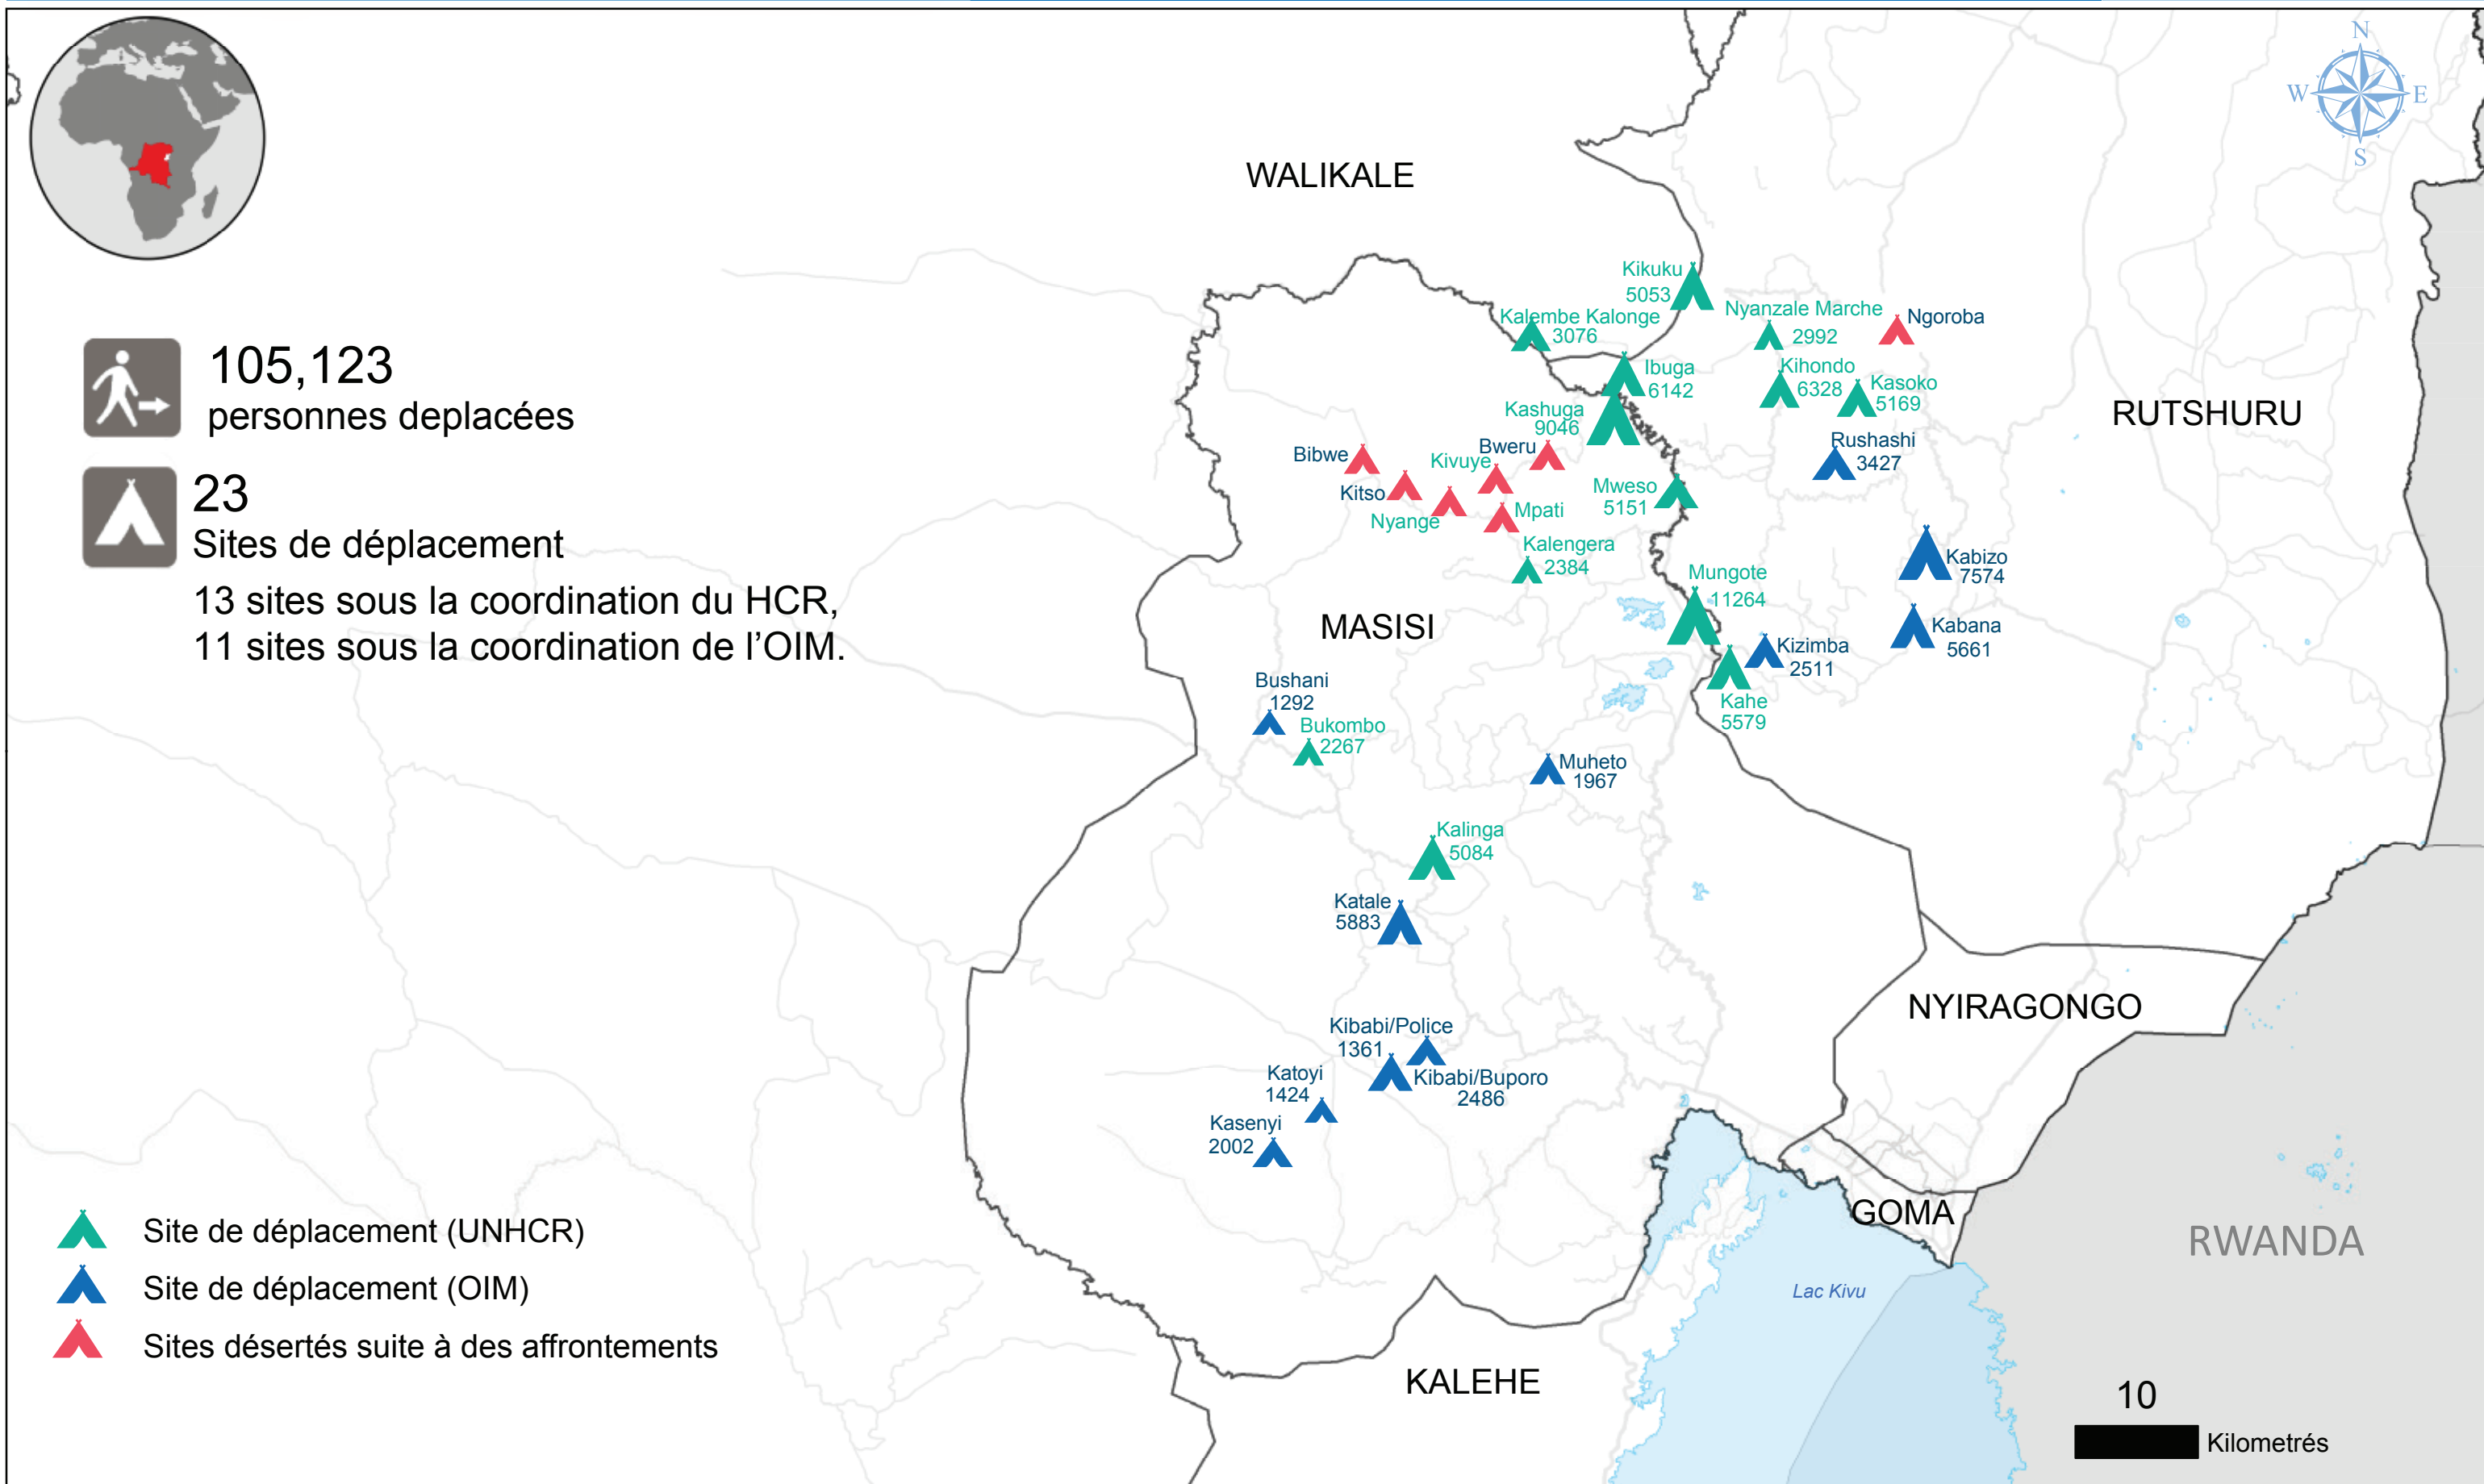 N
W
E
S
WALIKALE
105,123
personnes deplacées
23
Sites de déplacement
13 sites sous la coordination du HCR,
11 sites sous la coordination de l’OIM.
Kikuku
5053
Kalembe Kalonge
3076
Nyanzale Marche
2992
Ngoroba
Ibuga
6142
Kihondo
6328
Kasoko
5169
RUTSHURU
Kashuga
9046
Bweru
Rushashi
3427
Bibwe
Kivuye
Kitso
Nyange
Mpati
Mweso
5151
Kalengera
2384
Kabizo
7574
Mungote
11264
MASISI
Kabana
5661
Kizimba
2511
Kahe
5579
Bushani
1292
Bukombo
2267
Muheto
1967
Kalinga
5084
Katale
5883
NYIRAGONGO
Kibabi/Police
1361
Kibabi/Buporo
2486
Katoyi
1424
Kasenyi
2002
GOMA
RWANDA
Lac Kivu
KALEHE
Site de déplacement (UNHCR)
Site de déplacement (OIM)
Sites désertés suite à des affrontements
10
Kilometrés